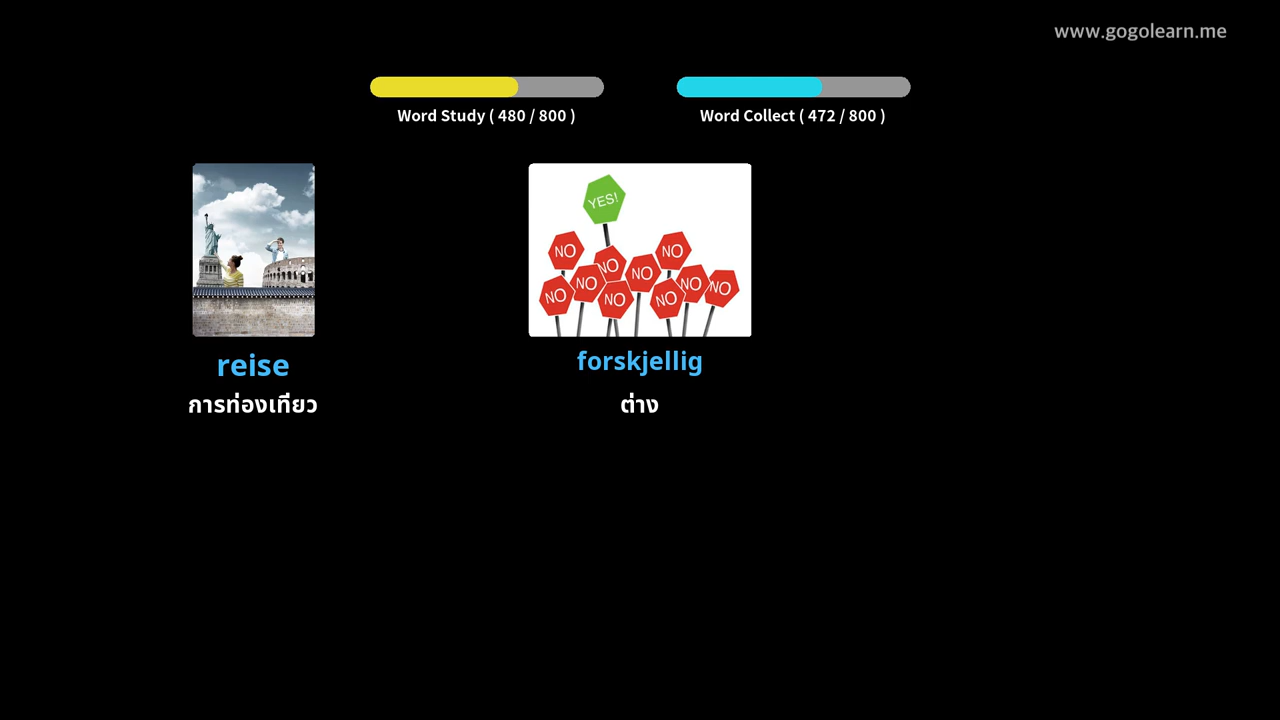 www.gogolearn.me
Word Study ( 480 / 800 )
Word Collect ( 472 / 800 )
YES!
NO
NO
NO
NO
NO
NO
NO
NO
NO
NO
reise
forskjellig
การท่องเทียว
ต่าง